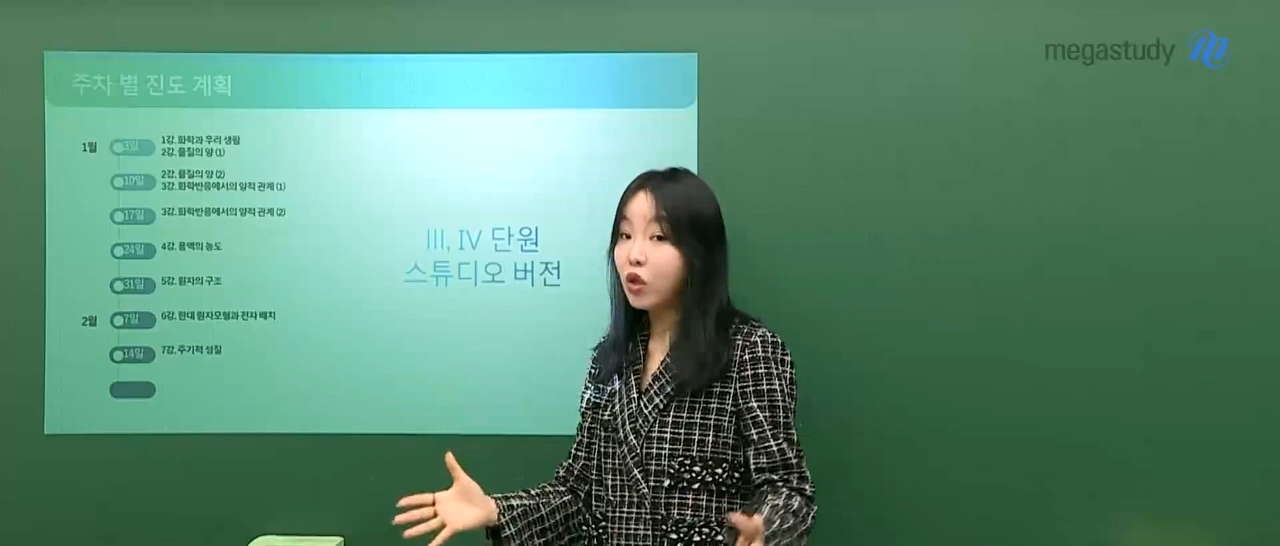 megastudy
주차 별 진도 계획
1월
3일
1강. 화학과 우리 생활
2강. 물질의 양 (1)
10일
2강. 물질의 양 (2)
3강. 화학반응에서의 양적 관계 (1)
17일
3강. 화학반응에서의 양적 관계 (2)
24일
4강. 용액의 농도
31일
5강. 원자의 구조
2월
7일
6강. 현대 원자모형과 전자 배치
14일
7강. 주기적 성질
III, IV 단원
스튜디오 버전